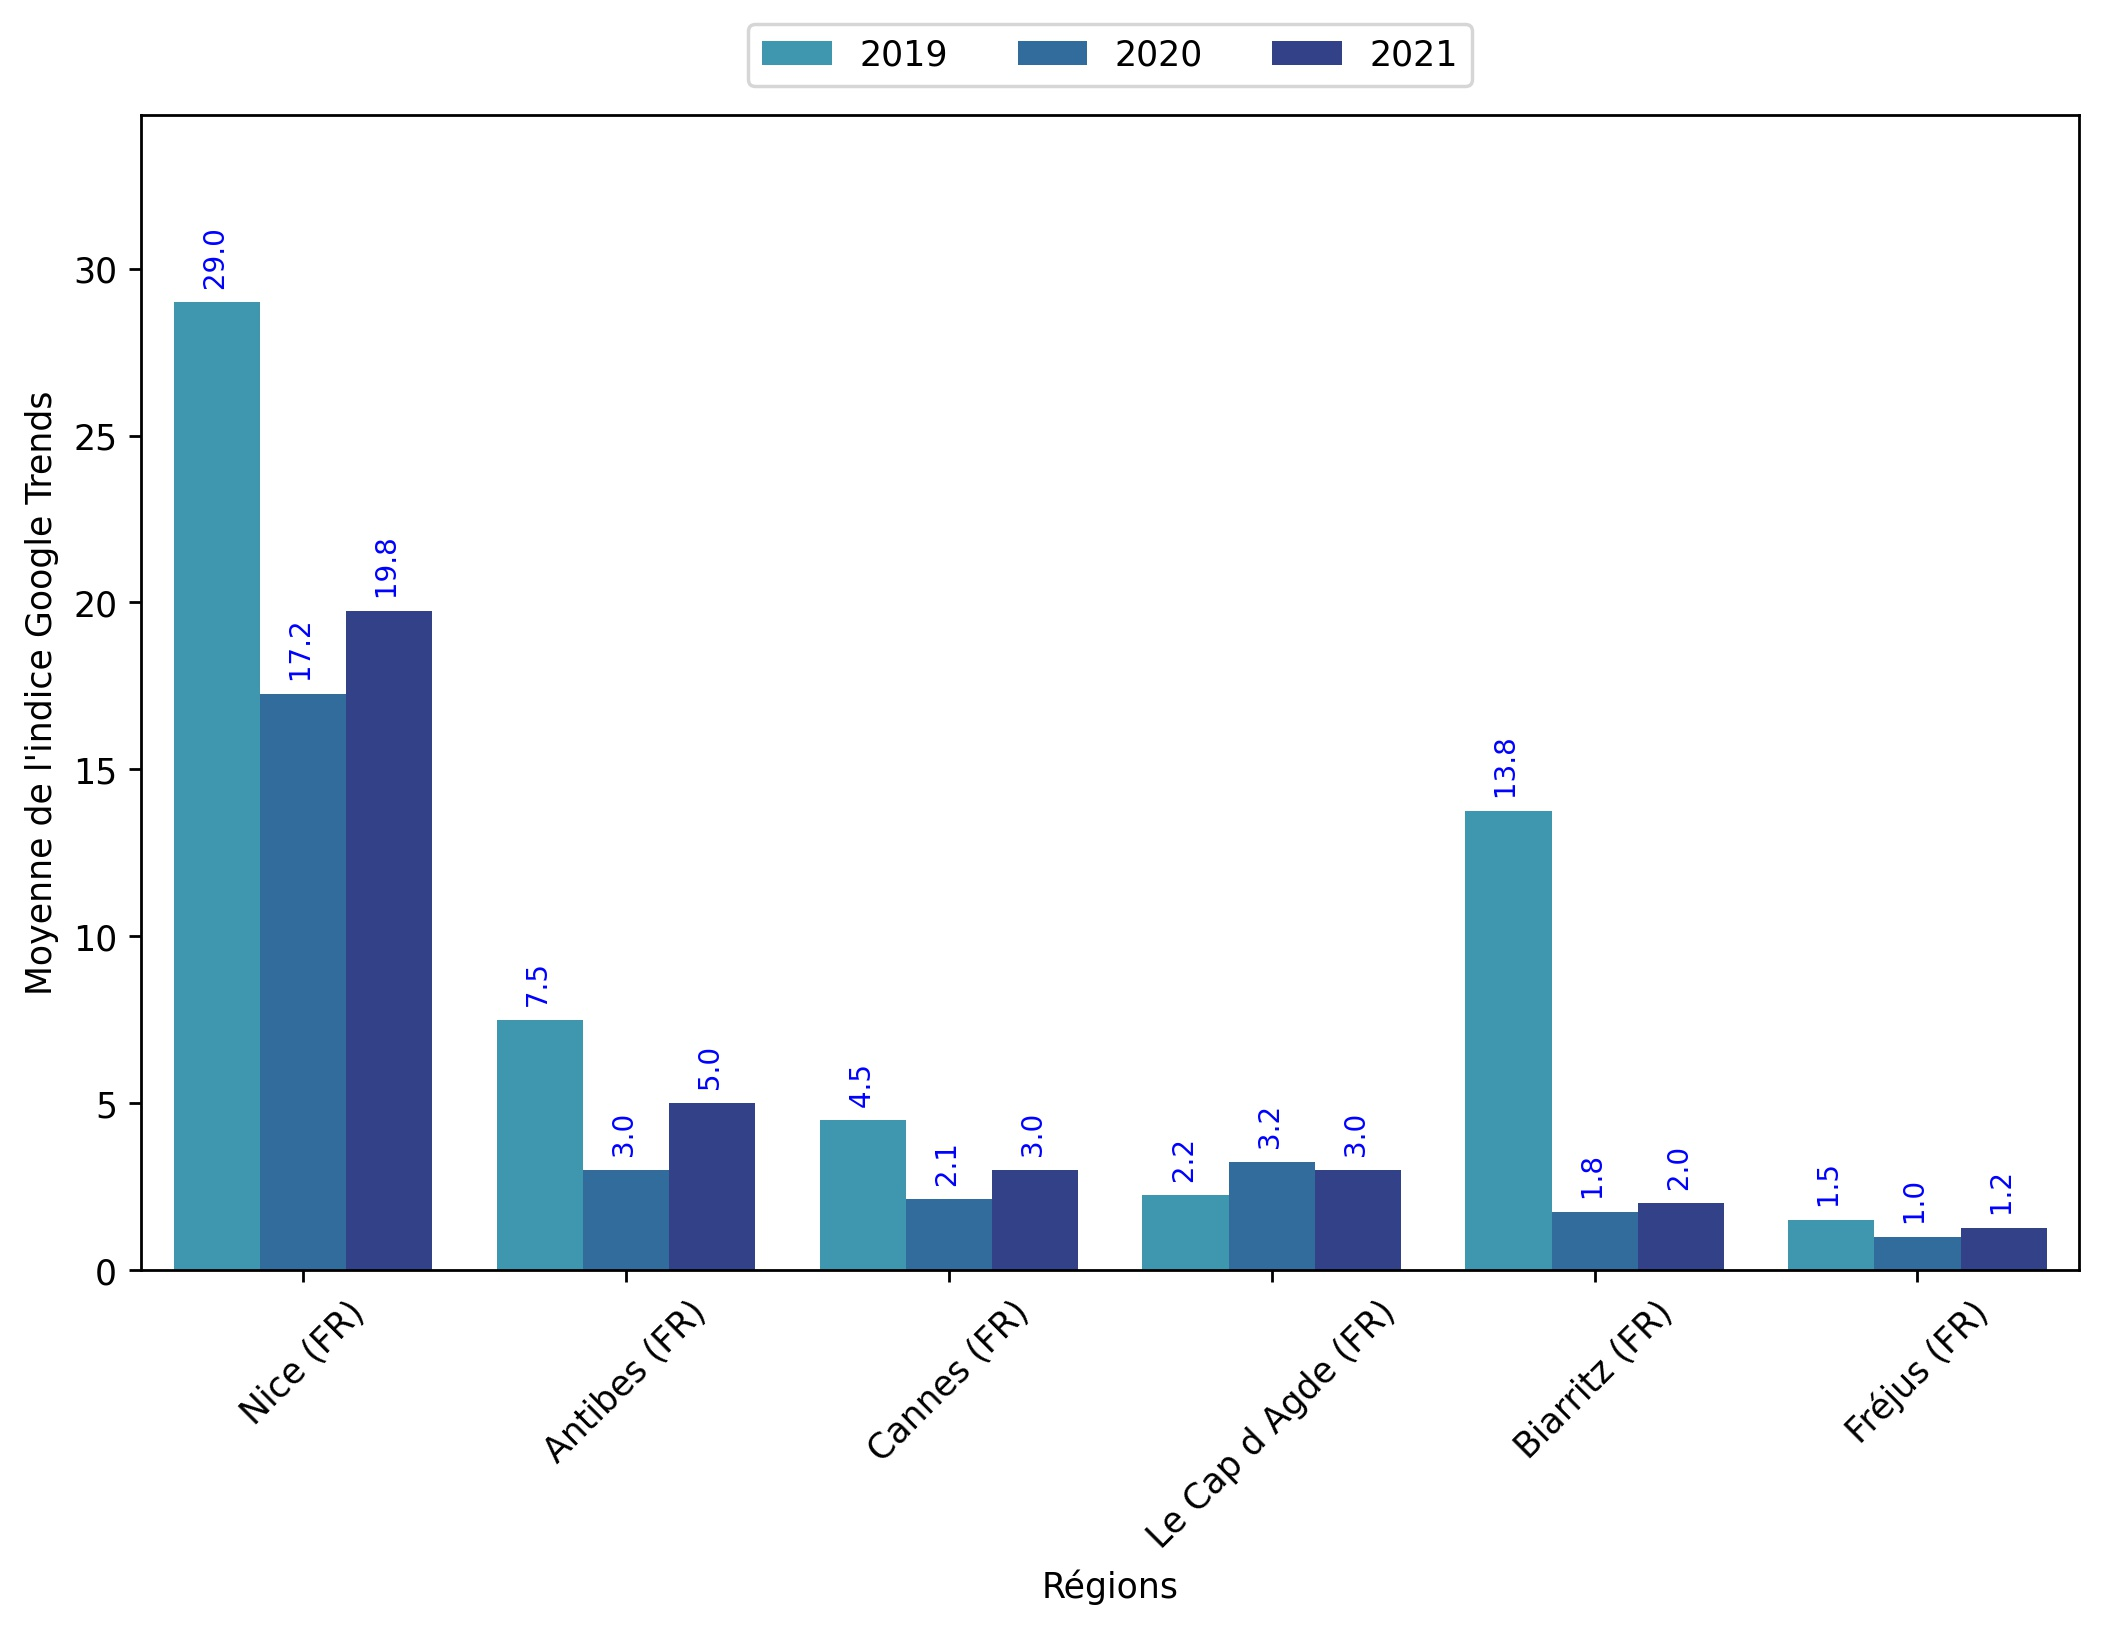 2019 2020 2021
Moyenne de l'indice Google Trends
30
25
20
15
10
5
0
29.0 17.2 19.8
7.5 3.0 5.0
4.5 2.1 3.0
2.2 3.2 3.0
13.8 1.8 2.0
1.5 1.0 1.2
Nice (FR)
Antibes (FR)
Cannes (FR)
Le Cap d Agde (FR)
Biarritz (FR)
Fréjus (FR)
Régions